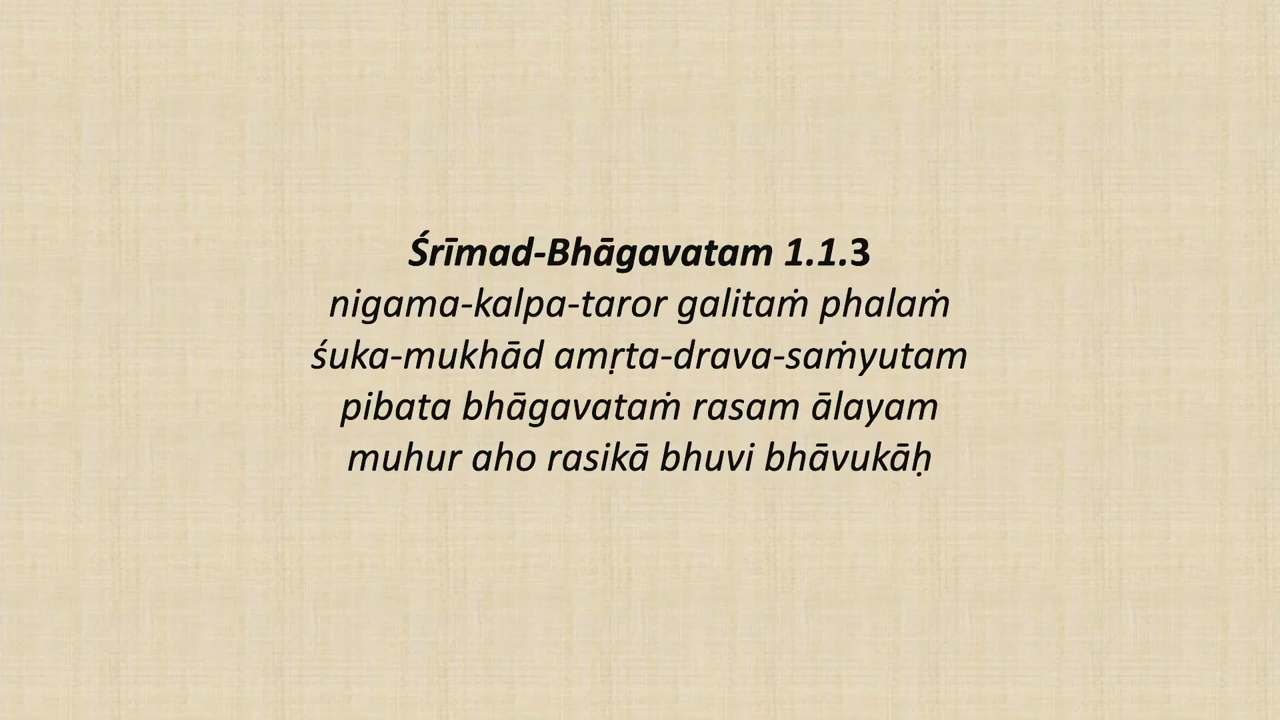 Śrīmad-Bhāgavatam 1.1.3
nigama-kalpa-taror galitaṁ phalaṁ
śuka-mukhād amṛta-drava-saṁyutam
pibata bhāgavataṁ rasam ālayam
muhur aho rasikā bhuvi bhāvukāḥ